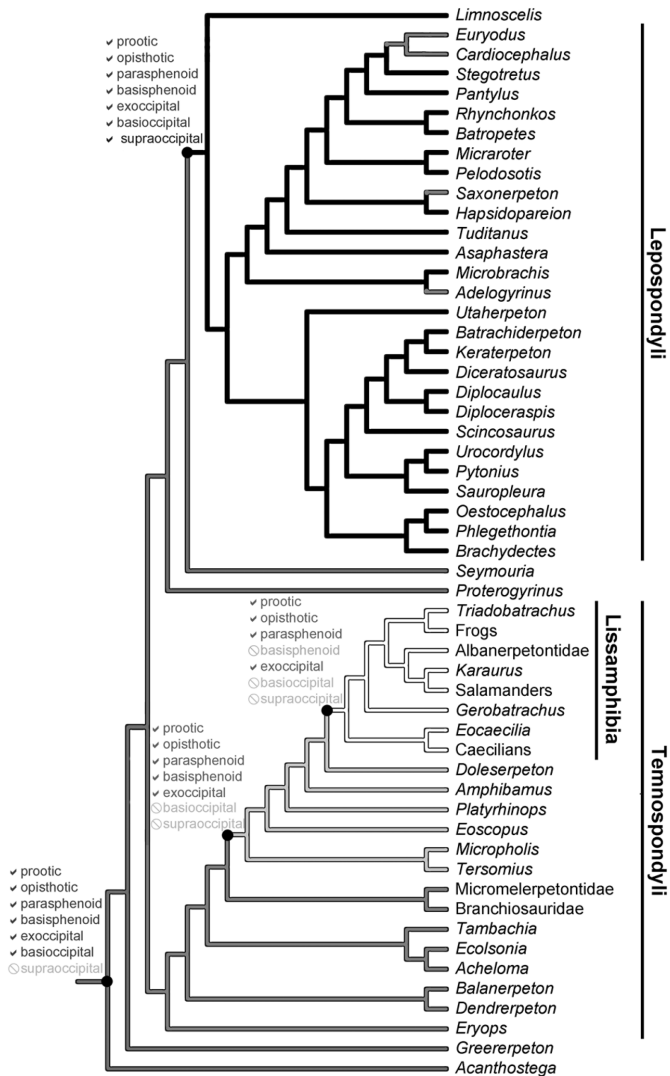 prootic
opisthotic
parasphenoid
basisphenoid
exoccipital
basioccipital
supraoccipital
Limnoscelis
Euryodus
Cardiocephalus
Stegotretus
Pantylus
Rhynchonkos
Batropetes
Micraroter
Pelodosotis
Saxonerpeton
Hapsidopareion
Tuditanus
Asaphastera
Microbrachis
Adelogyrinus
Utaherpeton
Batrachiderpeton
Keraterpeton
Diceratosaurus
Diplocaulus
Diploceraspis
Scincosaurus
Urocordylus
Pytonius
Sauropleura
Oestocephalus
Phlegethontia
Brachydectes
Lepospondyli
Seymouria
Proterogyrinus
prootic
opisthotic
parasphenoid
basisphenoid
exoccipital
basioccipital
supraoccipital
Triadobatrachus
Frogs
Albanerpetontidae
Karaurus
Salamanders
Gerobatrachus
Eocaecilia
Caecilians
Lissamphibia
prootic
opisthotic
parasphenoid
basisphenoid
exoccipital
basioccipital
supraoccipital
Doleserpeton
Amphibamus
Platyrhinops
Eoscopus
Micropholis
Tersomius
Micromelerpetontidae
Branchiosauridae
Tambachia
Ecolsonia
Acheloma
Balanerpeton
Dendrerpeton
Eryops
Temnospondyli
prootic
opisthotic
parasphenoid
basisphenoid
exoccipital
basioccipital
supraoccipital
Greererpeton
Acanthostega